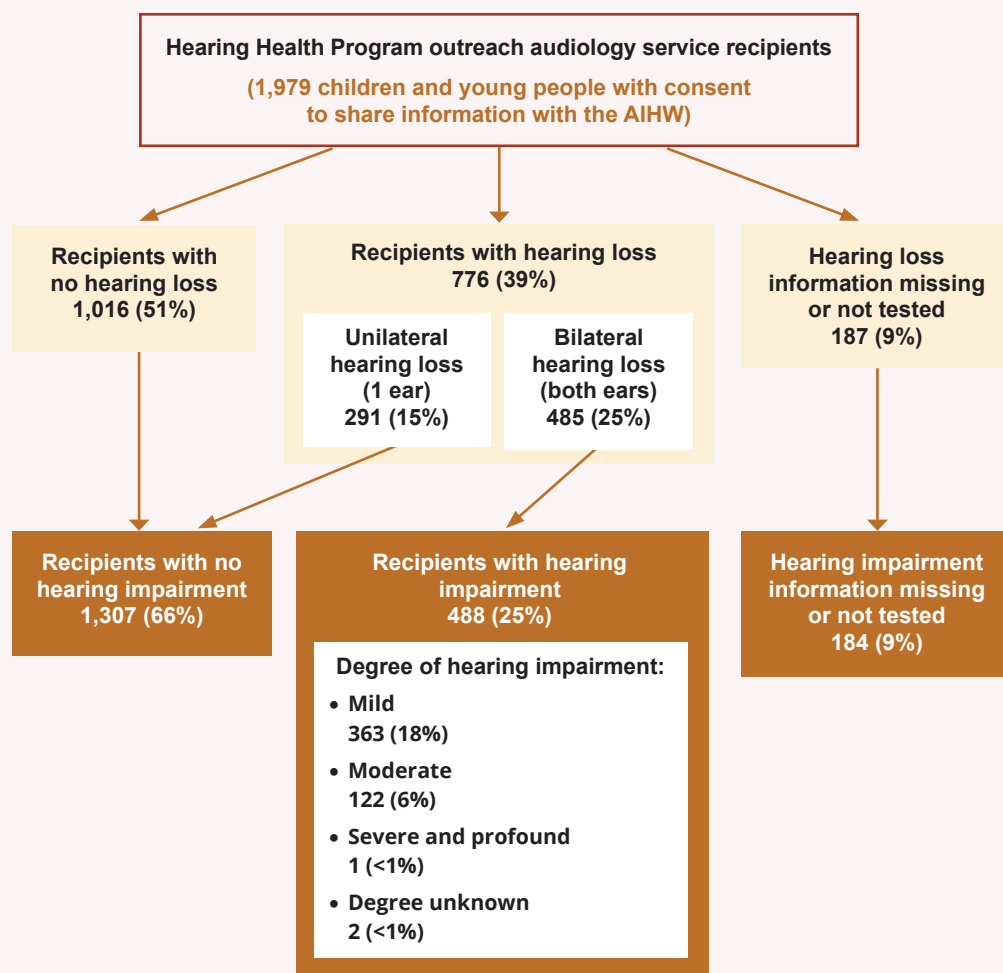 Hearing Health Program outreach audiology service recipients
(1,979 children and young people with consent
to share information with the AIHW)
Recipients with
no hearing loss
1,016 (51%)
Recipients with hearing loss
776 (39%)
Unilateral
hearing loss
(1 ear)
291 (15%)
Bilateral
hearing loss
(both ears)
485 (25%)
Hearing loss
information missing
or not tested
187 (9%)
Recipients with no
hearing impairment
1,307 (66%)
Recipients with hearing
impairment
488 (25%)
Degree of hearing impairment:
• Mild
363 (18%)
• Moderate
122 (6%)
• Severe and profound
1 (<1%)
• Degree unknown
2 (<1%)
Hearing impairment
information missing
or not tested
184 (9%)